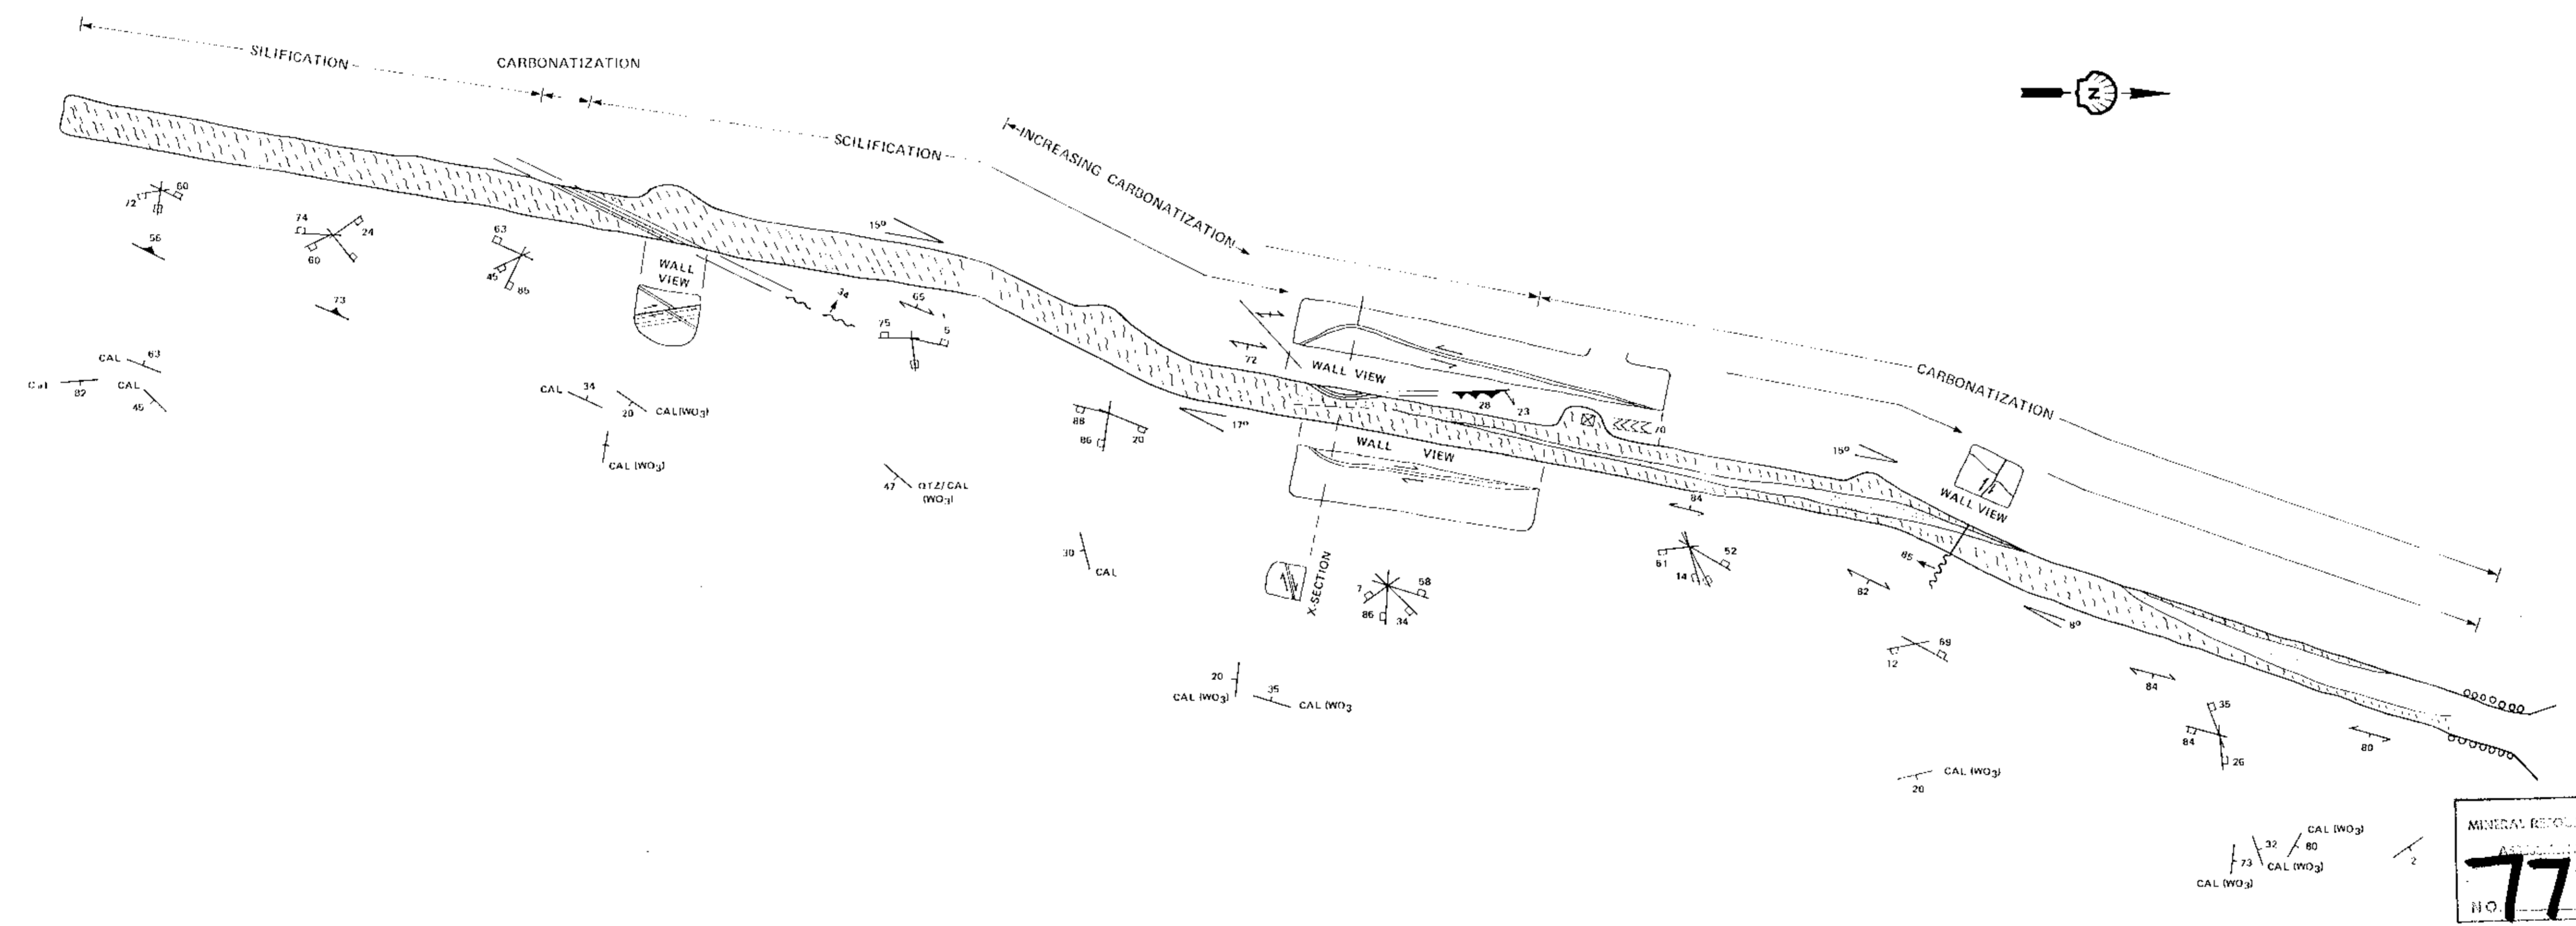 SILIFICATION
CARBONATIZATION
SCILIFICATION
INCREASING CARBONATIZATION
CARBONATIZATION
N
60
72
56
74
24
60
73
63
45
85
WALL
VIEW
34
15°
65
75
5
CAL 63
82
CAL
45
CAL 34
20 CAL(WO3)
CAL (WO3)
47 QTZ/CAL
(WO3)
72
WALL VIEW
28
23
70
88
86
20
17°
WALL VIEW
30
CAL
X-SECTION
7
58
86
34
84
61
14
52
15°
WALL VIEW
85
82
8°
12
69
84
20
CAL (WO3)
35
CAL (WO3
35
84
26
80
CAL (WO3)
20
CAL (WO3)
32
80
73
CAL (WO3)
CAL (WO3)
2
MINERAL
77
NO.